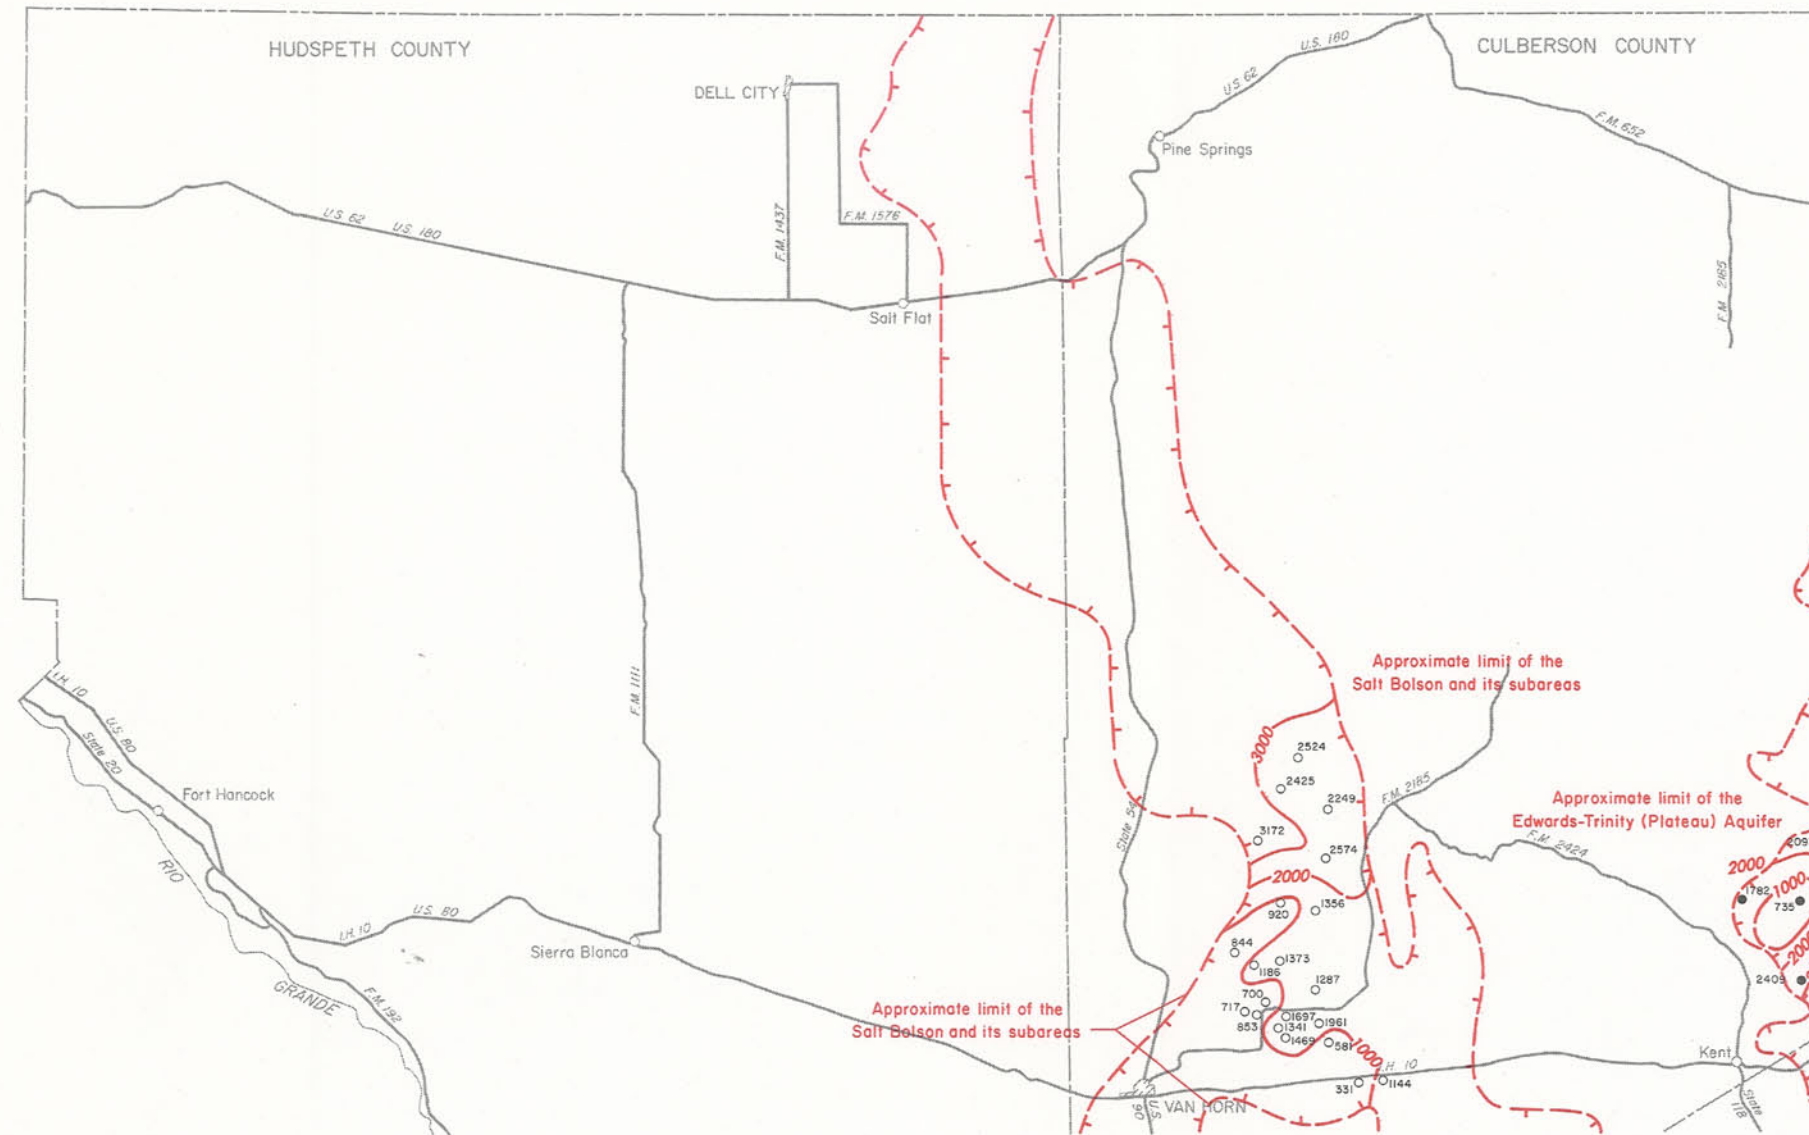 HUDSPETH COUNTY
CULBERSON COUNTY
U.S. 180
U.S. 62
DELL CITY
F.M. 652
Pine Springs
U.S. 62
U.S. 180
F.M. 1437
F.M. 1576
F.M. 2185
Salt Flat
F.M. 1111
Approximate limit of the
Salt Bolson and its subareas
I.H. 10
U.S. 80
State 20
Fort Hancock
RIO
GRANDE
F.M. 192
I.H. 10
U.S. 80
Sierra Blanca
State 54
3000
2524
2425
2249
3172
2574
2000
F.M. 2185
Approximate limit of the
Edwards-Trinity (Plateau) Aquifer
F.M. 2424
209
2000
1782
1000
735
2000
2409
920
1356
844
1186
1373
1287
700
717
853
1697
1341
1469
1961
581
1000
Approximate limit of the
Salt Bolson and its subareas
I.H. 10
331
1144
VAN HORN
U.S.
90
Kent
State
118